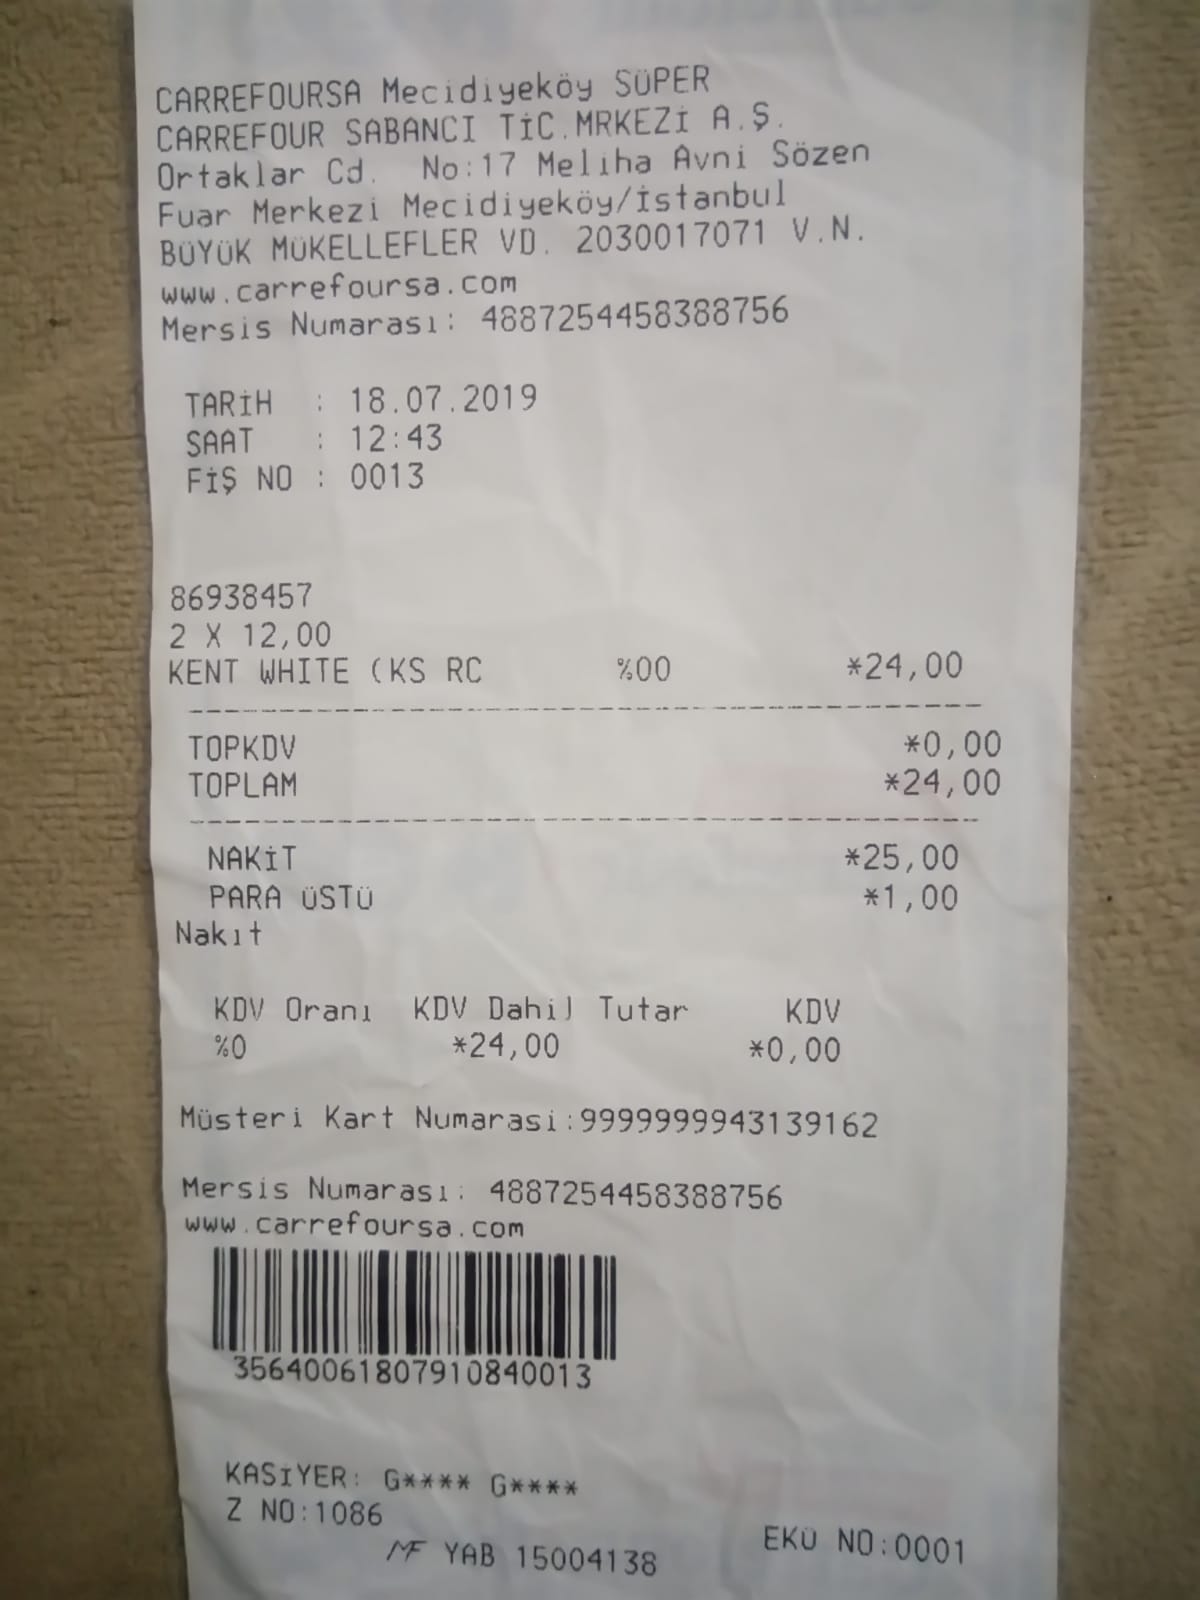 CARREFOURSA Mecidiyeköy SÜPER
CARREFOUR SABANCI TİC.MRKEZİ A.Ş.
Ortaklar Cd. No:17 Meliha Avni Sözen
Fuar Merkezi Mecidiyeköy/İstanbul
BÜYÜK MÜKELLEFLER VD. 2030017071 V.N.
www.carrefoursa.com
Mersis Numarası: 4887254458388756
TARİH : 18.07.2019
SAAT : 12:43
FİŞ NO : 0013
86938457
2 X 12,00
KENT WHITE (KS RC %00 *24,00
TOPKDV *0,00
TOPLAM *24,00
NAKİT *25,00
PARA ÜSTÜ *1,00
Nakıt
KDV Oranı KDV Dahil Tutar KDV
%0 *24,00 *0,00
Müsteri Kart Numarasi:9999999943139162
Mersis Numarası: 4887254458388756
www.carrefoursa.com
35640061807910840013
KASİYER: G**** G****
Z NO:1086
EKÜ NO:0001
MF YAB 15004138